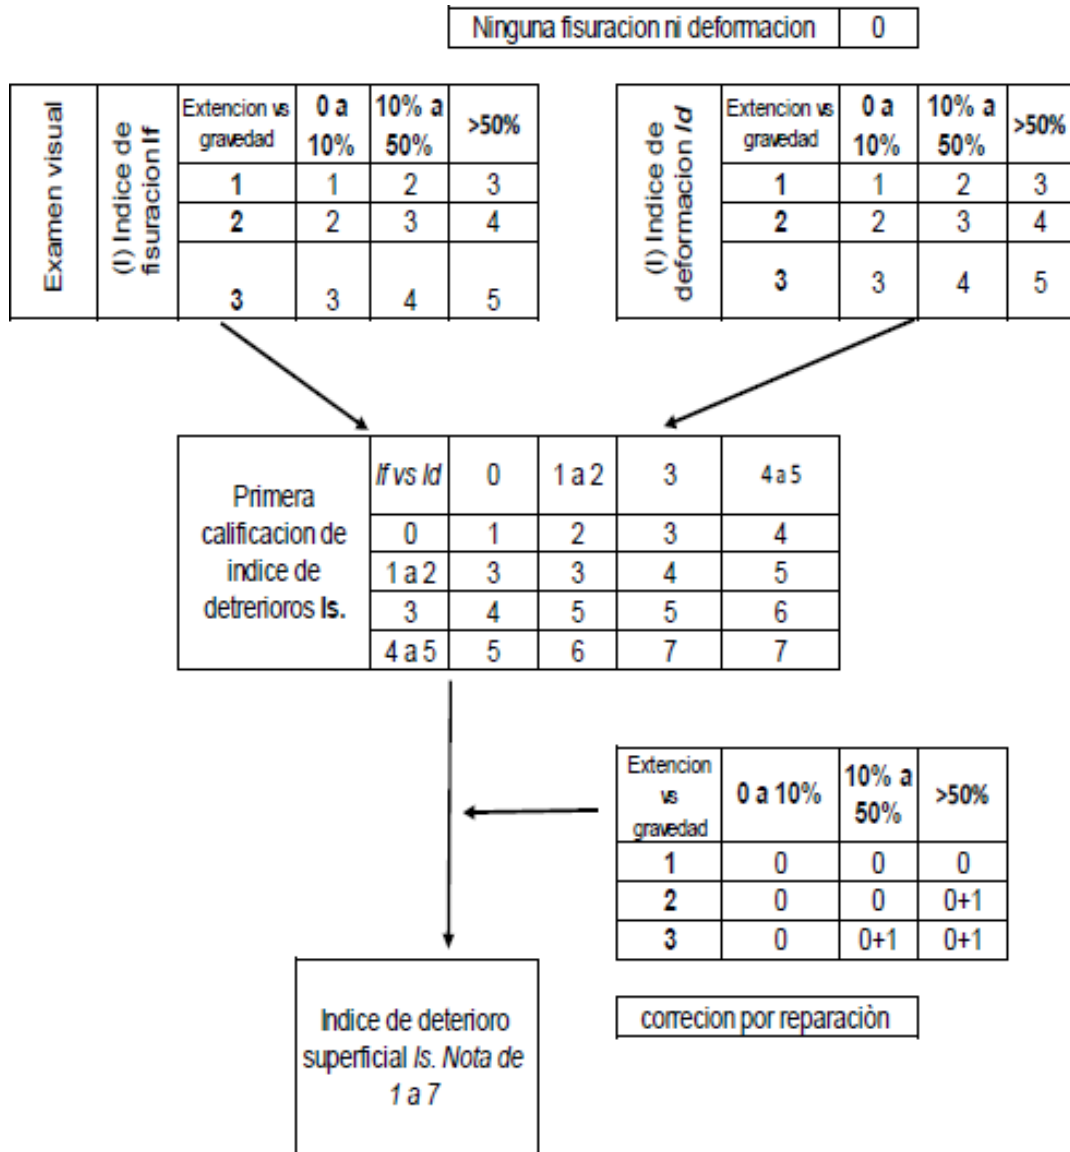 Ninguna fisuracion ni deformacion 0
Examen visual
(I) Indice de
fisuracion If
Extencion vs
gravedad
0 a
10%
10% a
50%
>50%
1 1 2 3
2 2 3 4
3 3 4 5
(I) Indice de
deformacion Id
Extencion vs
gravedad
0 a
10%
10% a
50%
>50%
1 1 2 3
2 2 3 4
3 3 4 5
Primera
calificacion de
indice de
detrerioros Is.
If vs Id 0 1 a 2 3 4 a 5
0 1 2 3 4
1 a 2 3 3 4 5
3 4 5 5 6
4 a 5 5 6 7 7
Extencion
vs
gravedad
0 a 10%
10% a
50%
>50%
1 0 0 0
2 0 0 0+1
3 0 0+1 0+1
correcion por reparaciòn
Indice de deterioro
superficial Is. Nota de
1 a 7